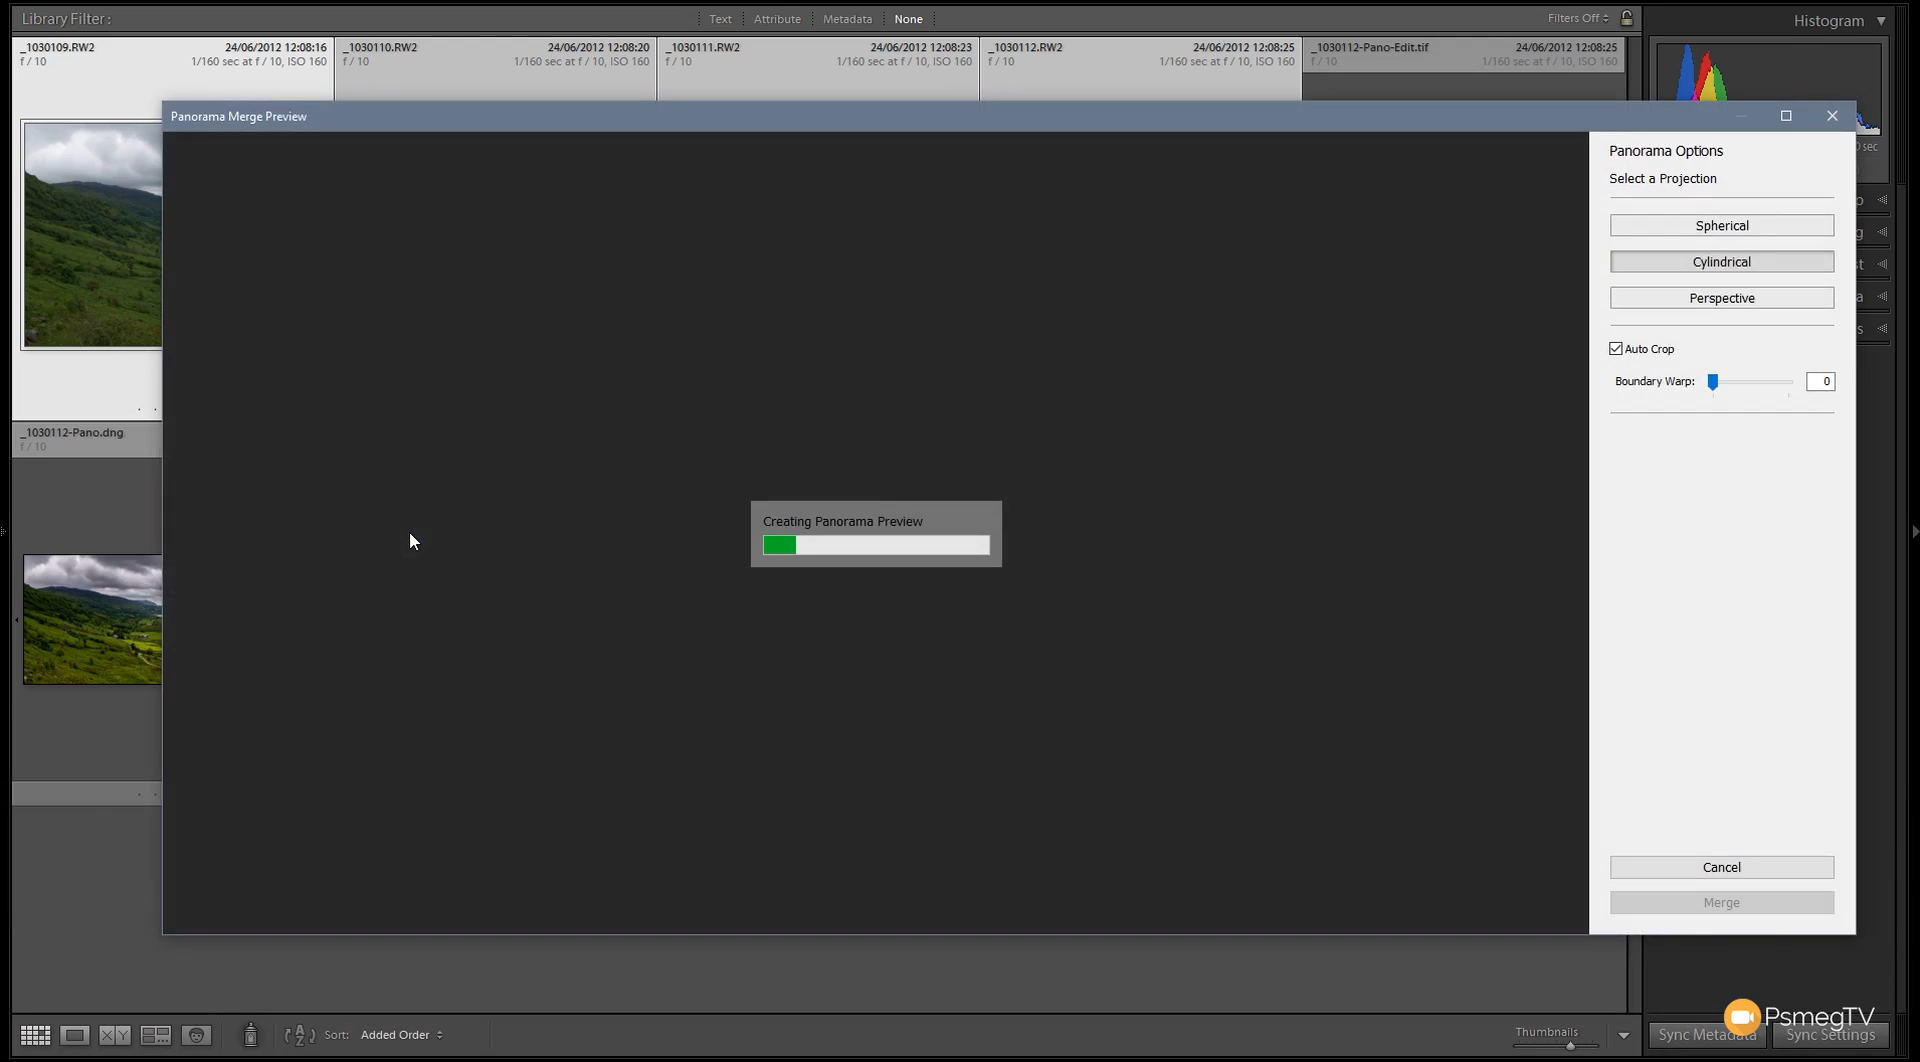 Library Filter :
Text Attribute Metadata None
Filters Off
Histogram
_1030109.RW2 24/06/2012 12:08:16
f / 10 1/160 sec at f / 10, ISO 160
_1030110.RW2 24/06/2012 12:08:20
f / 10 1/160 sec at f / 10, ISO 160
_1030111.RW2 24/06/2012 12:08:23
f / 10 1/160 sec at f / 10, ISO 160
_1030112.RW2 24/06/2012 12:08:25
f / 10 1/160 sec at f / 10, ISO 160
_1030112-Pano-Edit.tif 24/06/2012 12:08:25
f / 10 1/160 sec at f / 10, ISO 160
Panorama Merge Preview
Panorama Options
Select a Projection
Spherical
Cylindrical
Perspective
Auto Crop
Boundary Warp: 0
_1030112-Pano.dng
f / 10
Creating Panorama Preview
Cancel
Merge
Sort: Added Order
Thumbnails
PsmegTV
Sync Metadata Sync Settings